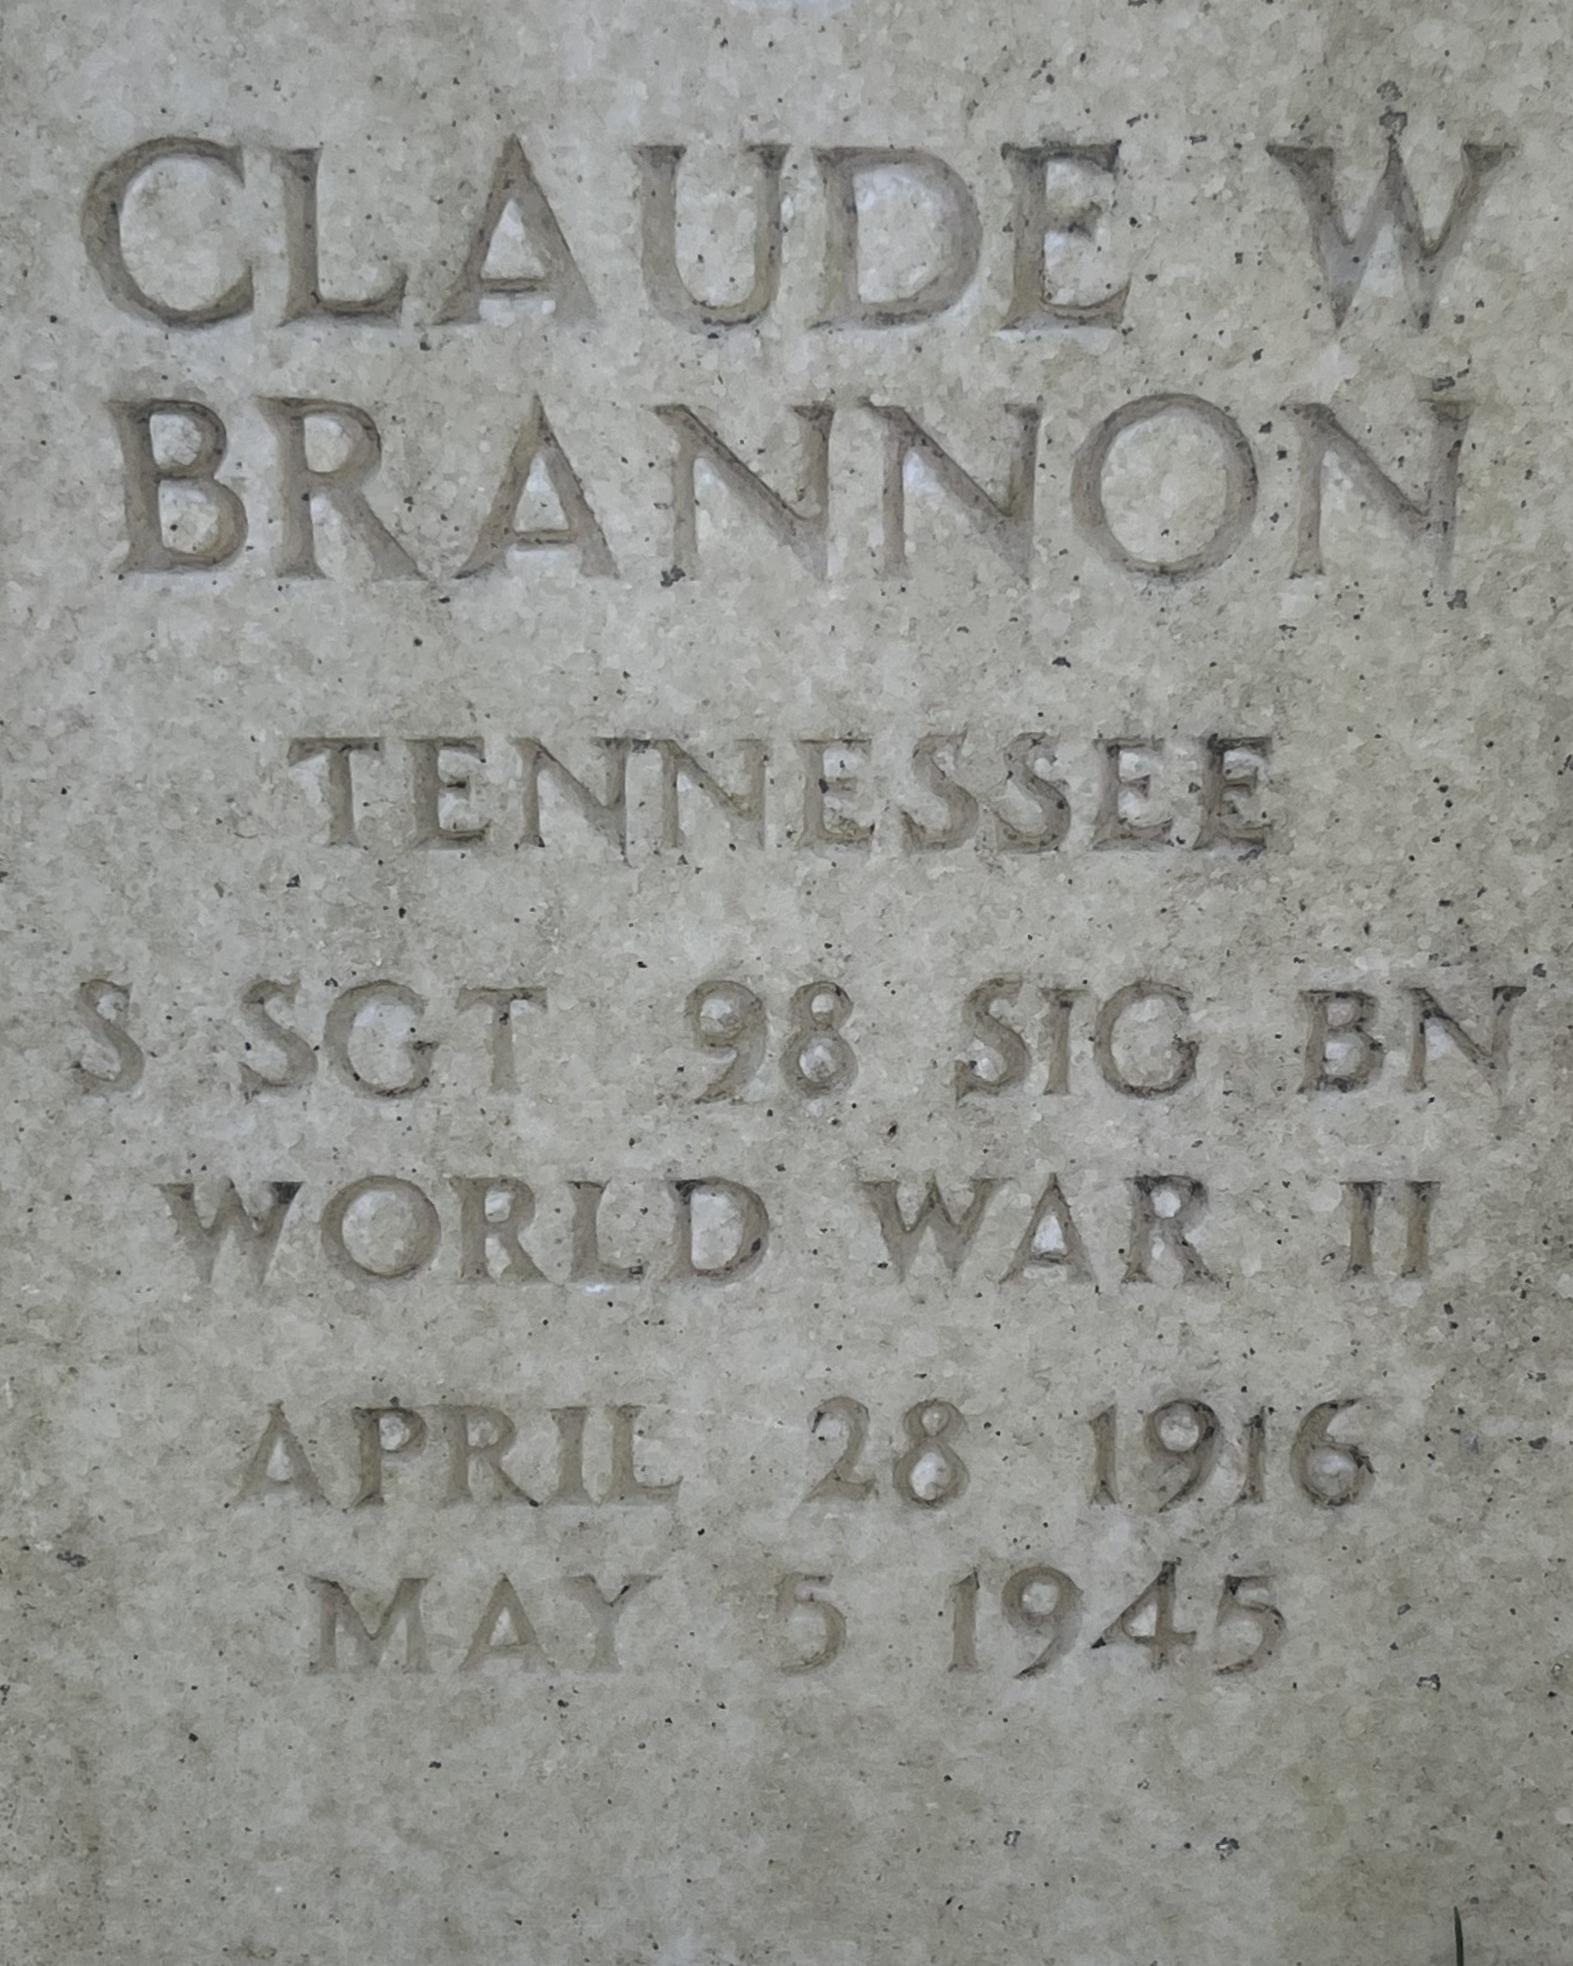 CLAUDE W
BRANNON
TENNESSEE
S SGT 98 SIG BN
WORLD WAR II
APRIL 28 1916
MAY 5 1945